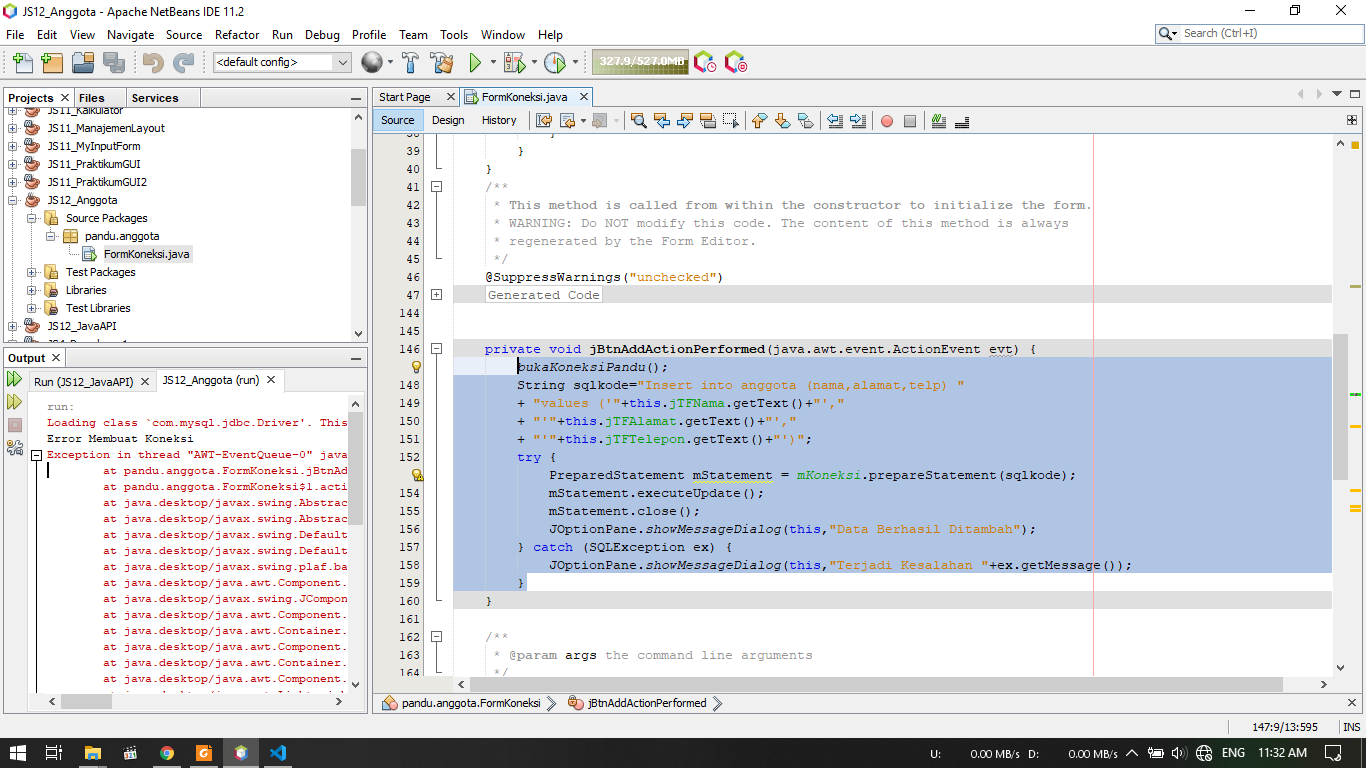 JS12_Anggota - Apache NetBeans IDE 11.2
File Edit View Navigate Source Refactor Run Debug Profile Team Tools Window Help
Search (Ctrl+I)
<default config>
327.9/527.0MB
Projects Files Services
JS11_Kalkulator
JS11_ManajemenLayout
JS11_MyInputForm
JS11_PraktikumGUI
JS11_PraktikumGUI2
JS12_Anggota
Source Packages
pandu.anggota
FormKoneksi.java
Test Packages
Libraries
Test Libraries
JS12_JavaAPI
Output
Run (JS12_JavaAPI) JS12_Anggota (run)
run:
Loading class `com.mysql.jdbc.Driver'. This
Error Membuat Koneksi
Exception in thread "AWT-EventQueue-0" java
at pandu.anggota.FormKoneksi.jBtnAd
at pandu.anggota.FormKoneksi$1.acti
at java.desktop/javax.swing.Abstrac
at java.desktop/javax.swing.Abstrac
at java.desktop/javax.swing.Default
at java.desktop/javax.swing.Default
at java.desktop/javax.swing.plaf.ba
at java.desktop/java.awt.Component.
at java.desktop/javax.swing.JCompon
at java.desktop/java.awt.Component.
at java.desktop/java.awt.Container.
at java.desktop/java.awt.Component.
at java.desktop/java.awt.Container.
at java.desktop/java.awt.Component.
Start Page FormKoneksi.java
Source Design History
38 }
39 }
40 }
41 /**
42 * This method is called from within the constructor to initialize the form.
43 * WARNING: Do NOT modify this code. The content of this method is always
44 * regenerated by the Form Editor.
45 */
46 @SuppressWarnings("unchecked")
47 Generated Code
144
145
146 private void jBtnAddActionPerformed(java.awt.event.ActionEvent evt) {
bukaKoneksiPandu();
148 String sqlkode="Insert into anggota (nama,alamat,telp) "
149 + "values ('"+this.jTFNama.getText()+"',"
150 + "'"+this.jTFAlamat.getText()+"',"
151 + "'"+this.jTFTelepon.getText()+"')";
152 try {
PreparedStatement mStatement = mKoneksi.prepareStatement(sqlkode);
154 mStatement.executeUpdate();
155 mStatement.close();
156 JOptionPane.showMessageDialog(this,"Data Berhasil Ditambah");
157 } catch (SQLException ex) {
158 JOptionPane.showMessageDialog(this,"Terjadi Kesalahan "+ex.getMessage());
159 }
160 }
161
162 /**
163 * @param args the command line arguments
164 */
pandu.anggota.FormKoneksi jBtnAddActionPerformed
147:9/13:595 INS
U: 0.00 MB/s D: 0.00 MB/s ENG 11:32 AM